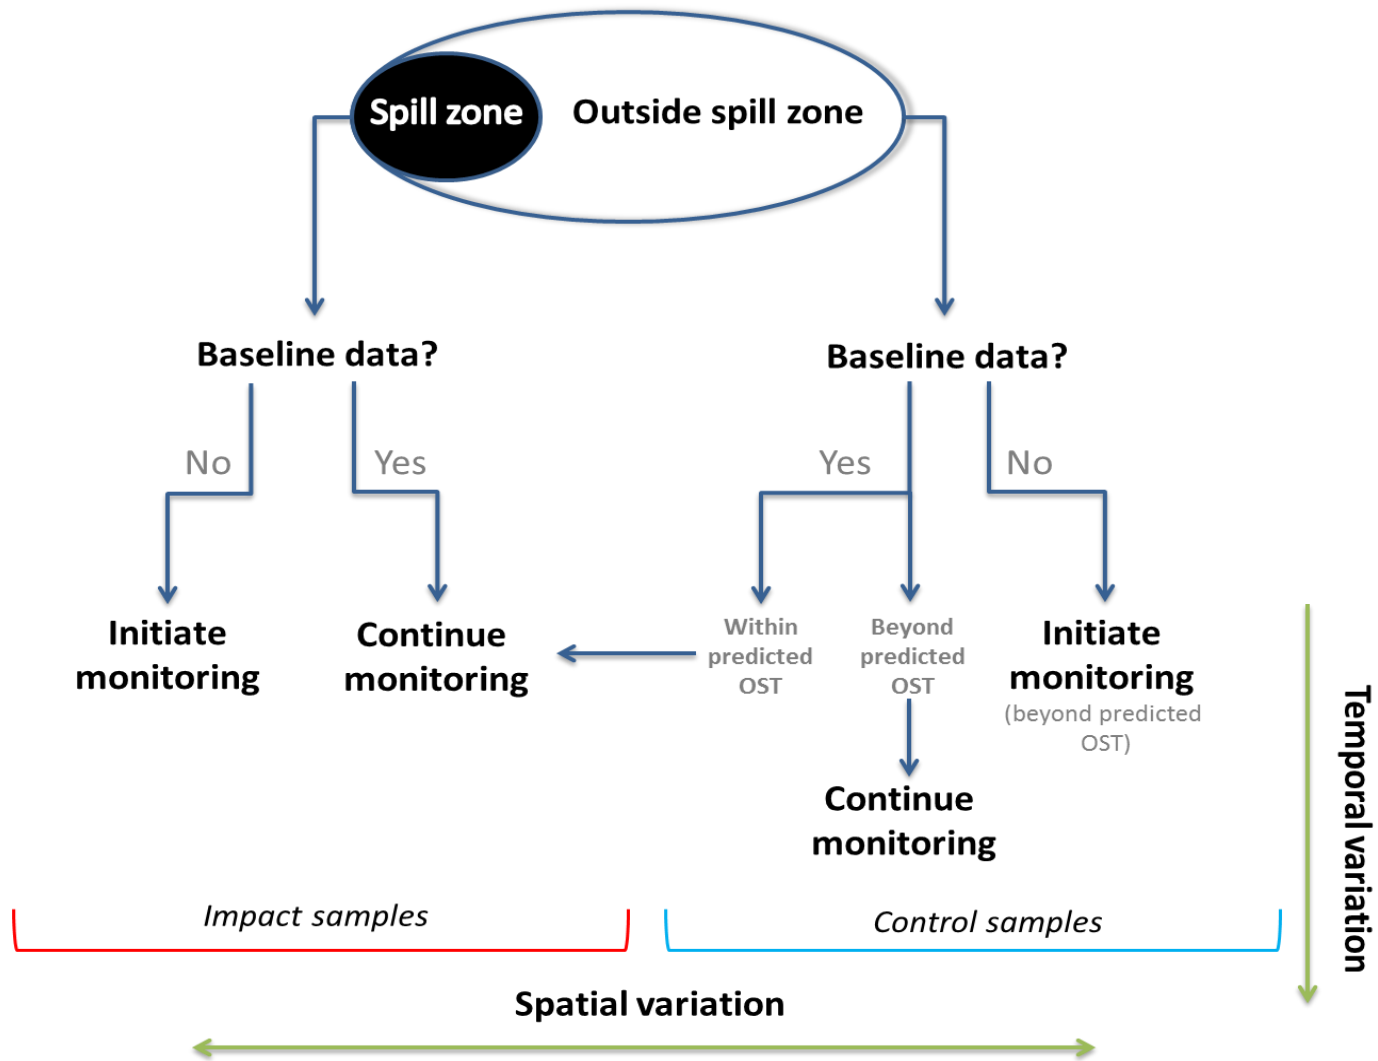 Spill zone
Outside spill zone
Baseline data?
Baseline data?
No
Yes
Yes
No
Initiate
monitoring
Continue
monitoring
Within
predicted
OST
Beyond
predicted
OST
Initiate
monitoring
(beyond predicted
OST)
Continue
monitoring
Temporal variation
Impact samples
Control samples
Spatial variation